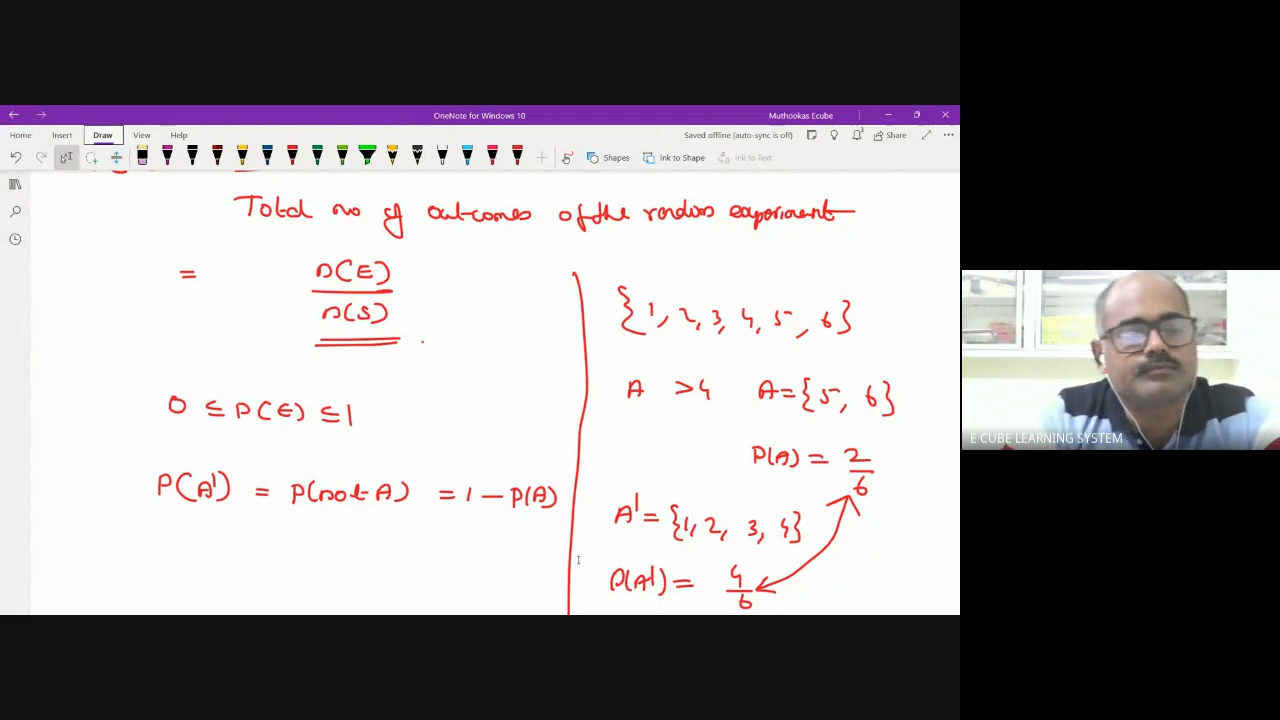 OneNote for Windows 10
Muthookas Ecube
Home Insert Draw View Help
Saved offline (auto-sync is off)
Share
Shapes
Ink to Shape
Ink to Text
Total no of outcomes of the random experiment
= n(E)
n(S)
0 ≤ P(E) ≤ 1
P(A') = P(not A) = 1 – P(A)
{1, 2, 3, 4, 5, 6}
A >4 A={5, 6}
P(A) = 2
6
A' = {1, 2, 3, 4}
P(A') = 4
6
E CUBE LEARNING SYSTEM